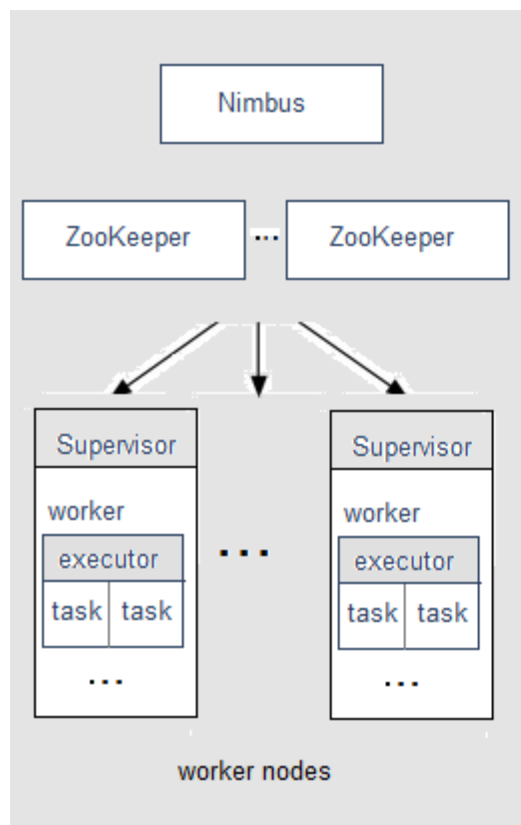 Nimbus
ZooKeeper ... ZooKeeper
Supervisor Supervisor
worker worker
...
executor executor
task task task task
... ...
worker nodes